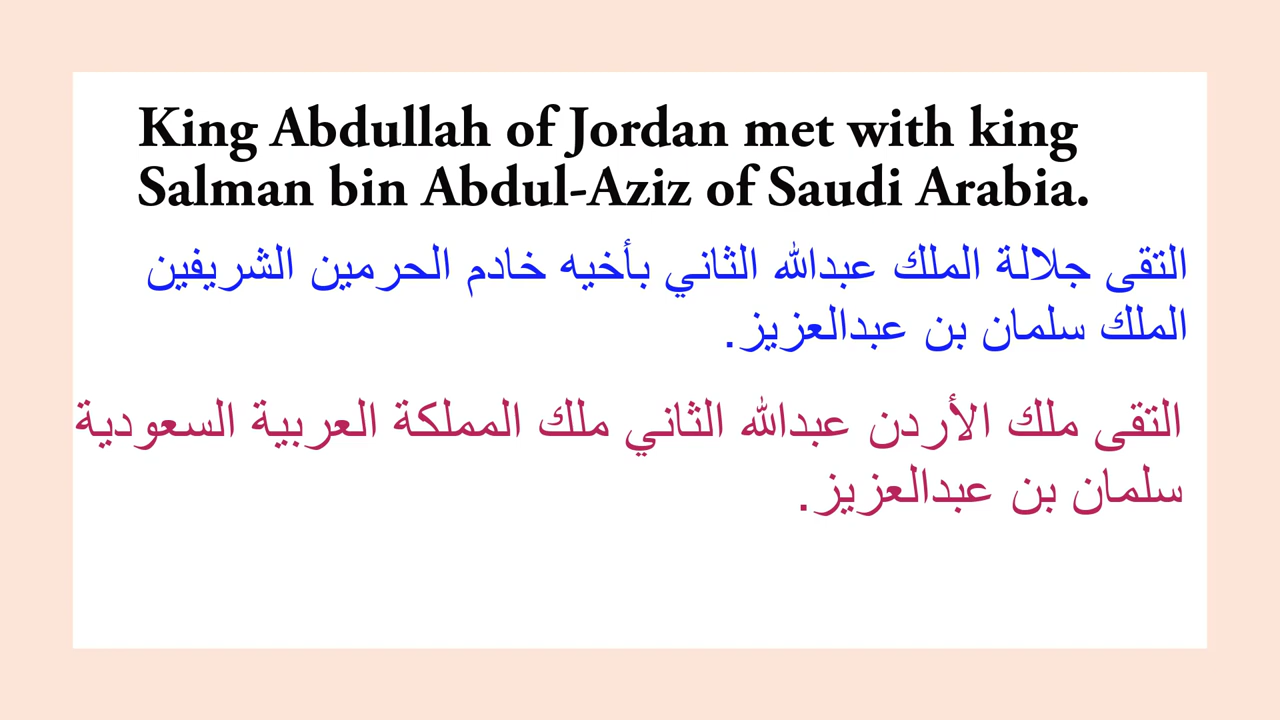 King Abdullah of Jordan met with king
Salman bin Abdul-Aziz of Saudi Arabia.
التقى جلالة الملك عبدالله الثاني بأخيه خادم الحرمين الشريفين
الملك سلمان بن عبدالعزيز.
التقى ملك الأردن عبدالله الثاني ملك المملكة العربية السعودية
سلمان بن عبدالعزيز.